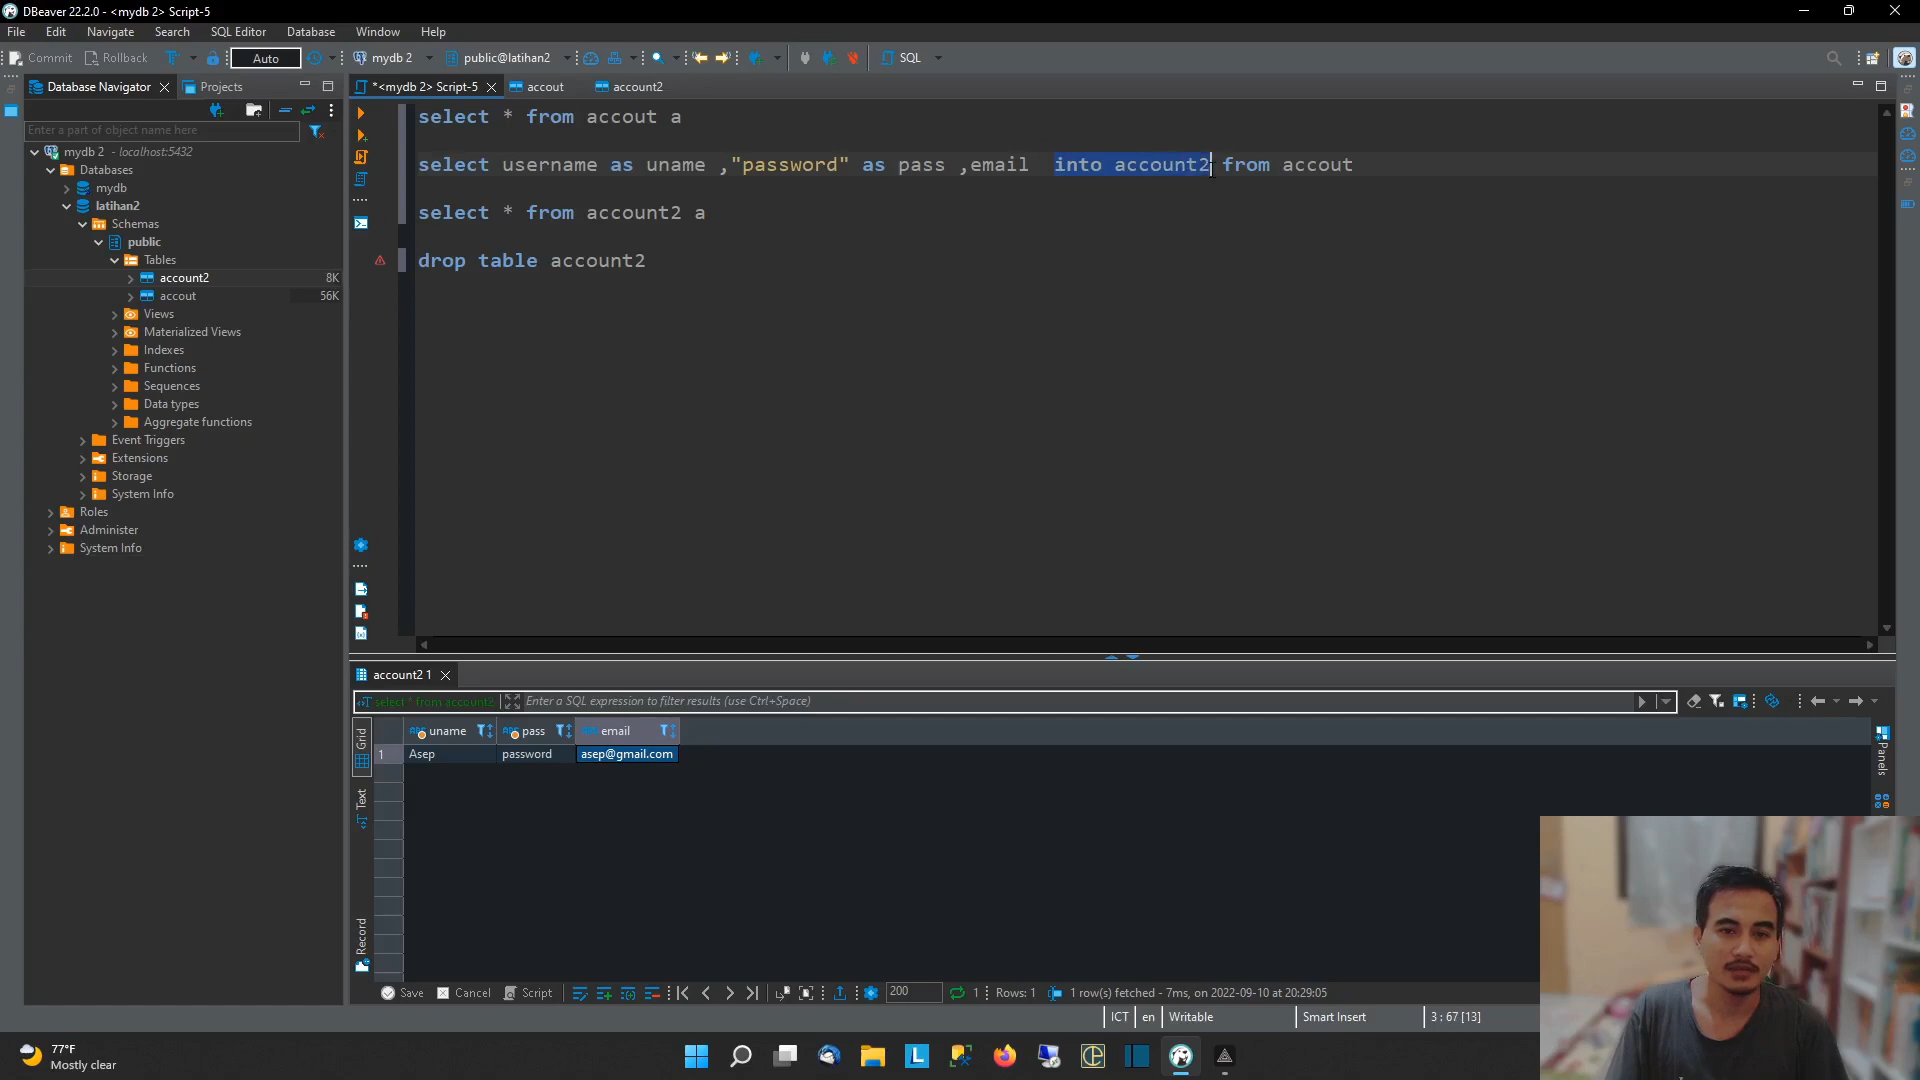 DBeaver 22.2.0 - <mydb 2> Script-5
File Edit Navigate Search SQL Editor Database Window Help
Commit Rollback Auto mydb 2 public@latihan2 SQL
Database Navigator Projects
*<mydb 2> Script-5 accout account2
Enter a part of object name here
mydb 2 - localhost:5432
Databases
mydb
latihan2
Schemas
public
Tables
account2 8K
accout 56K
Views
Materialized Views
Indexes
Functions
Sequences
Data types
Aggregate functions
Event Triggers
Extensions
Storage
System Info
Roles
Administer
System Info
select * from accout a
select username as uname ,"password" as pass ,email  into account2 from accout
select * from account2 a
drop table account2
account2 1
select * from account2 Enter a SQL expression to filter results (use Ctrl+Space)
Grid
Text
Record
Panels
uname pass email
1 Asep password asep@gmail.com
Save Cancel Script 200 1 Rows: 1 1 row(s) fetched - 7ms, on 2022-09-10 at 20:29:05
ICT en Writable Smart Insert 3 : 67 [13]
77°F
Mostly clear